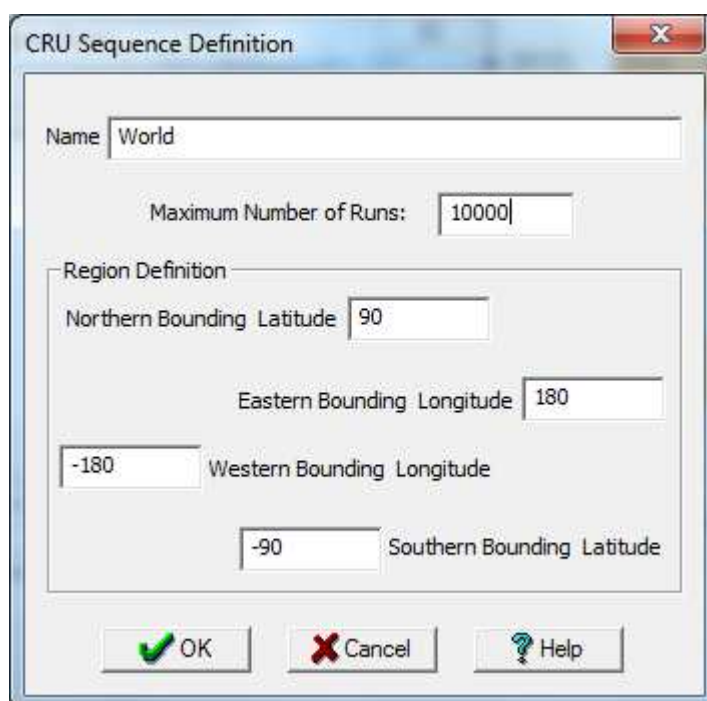 CRU Sequence Definition
Name World
Maximum Number of Runs: 10000
Region Definition
Northern Bounding Latitude 90
Eastern Bounding Longitude 180
-180 Western Bounding Longitude
-90 Southern Bounding Latitude
OK Cancel Help